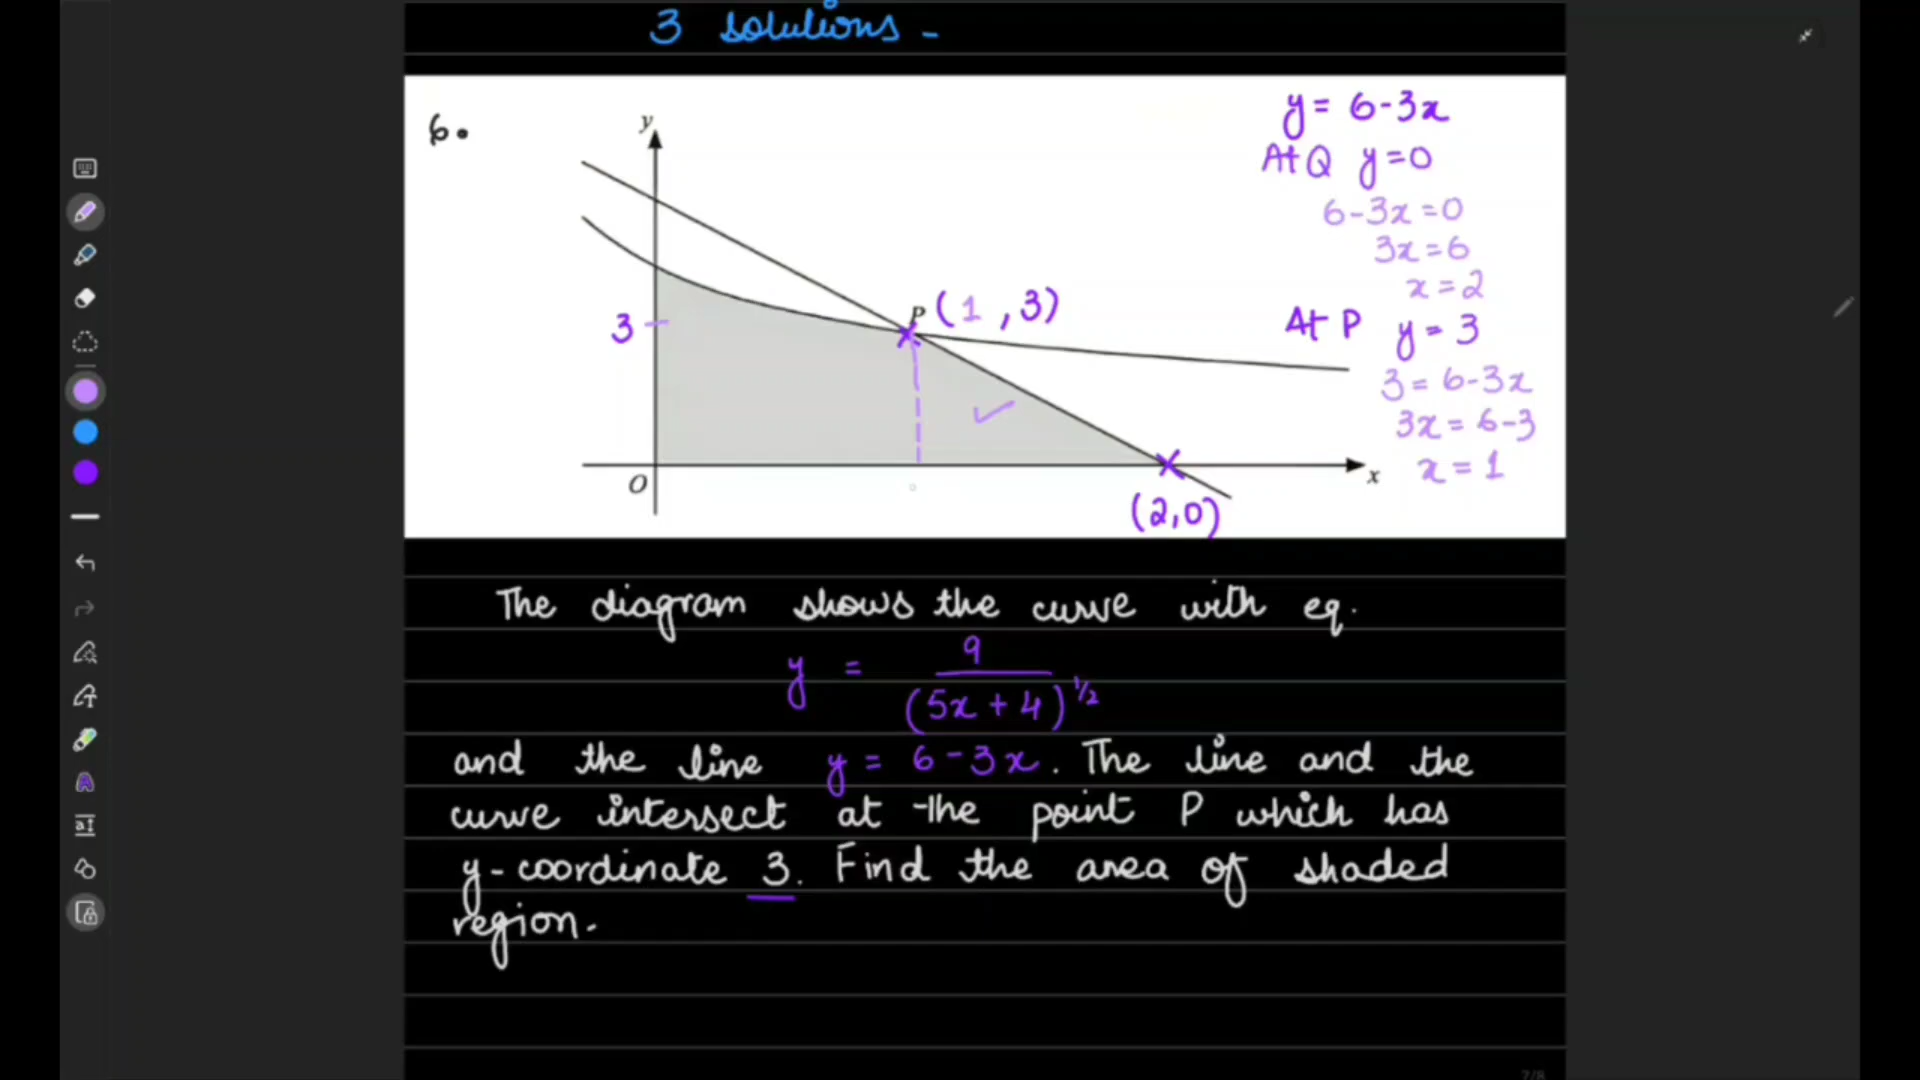 3 solutions -
6.
y
y = 6-3x
At Q y=0
6-3x=0
3x=6
x=2
P (1, 3)
3
At P y = 3
3 = 6-3x
3x = 6-3
x = 1
O
x
(2,0)
The diagram shows the curve with eq.
y = 9/(5x+4)^1/2
and the line y = 6-3x. The line and the
curve intersect at the point P which has
y-coordinate 3. Find the area of shaded
region.
7/8